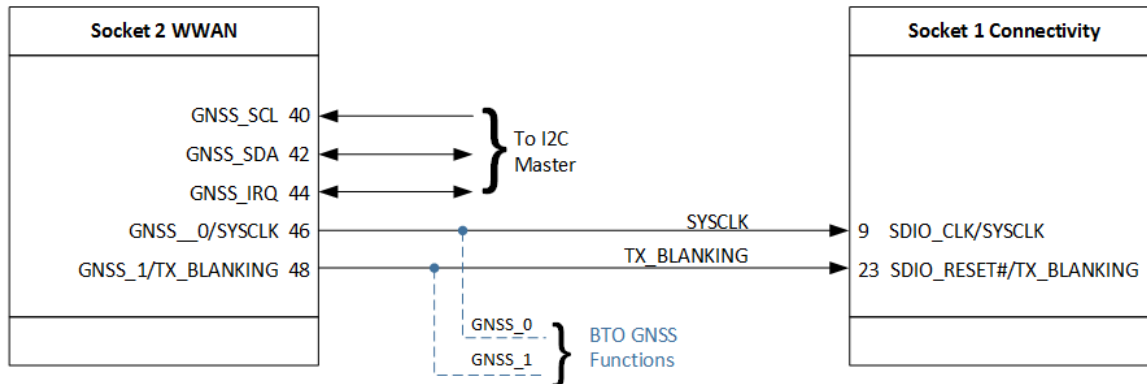 Socket 2 WWAN
Socket 1 Connectivity
GNSS_SCL 40
GNSS_SDA 42
To I2C
Master
GNSS_IRQ 44
GNSS__0/SYSCLK 46
SYSCLK
9 SDIO_CLK/SYSCLK
GNSS_1/TX_BLANKING 48
TX_BLANKING
23 SDIO_RESET#/TX_BLANKING
GNSS_0
GNSS_1
BTO GNSS
Functions